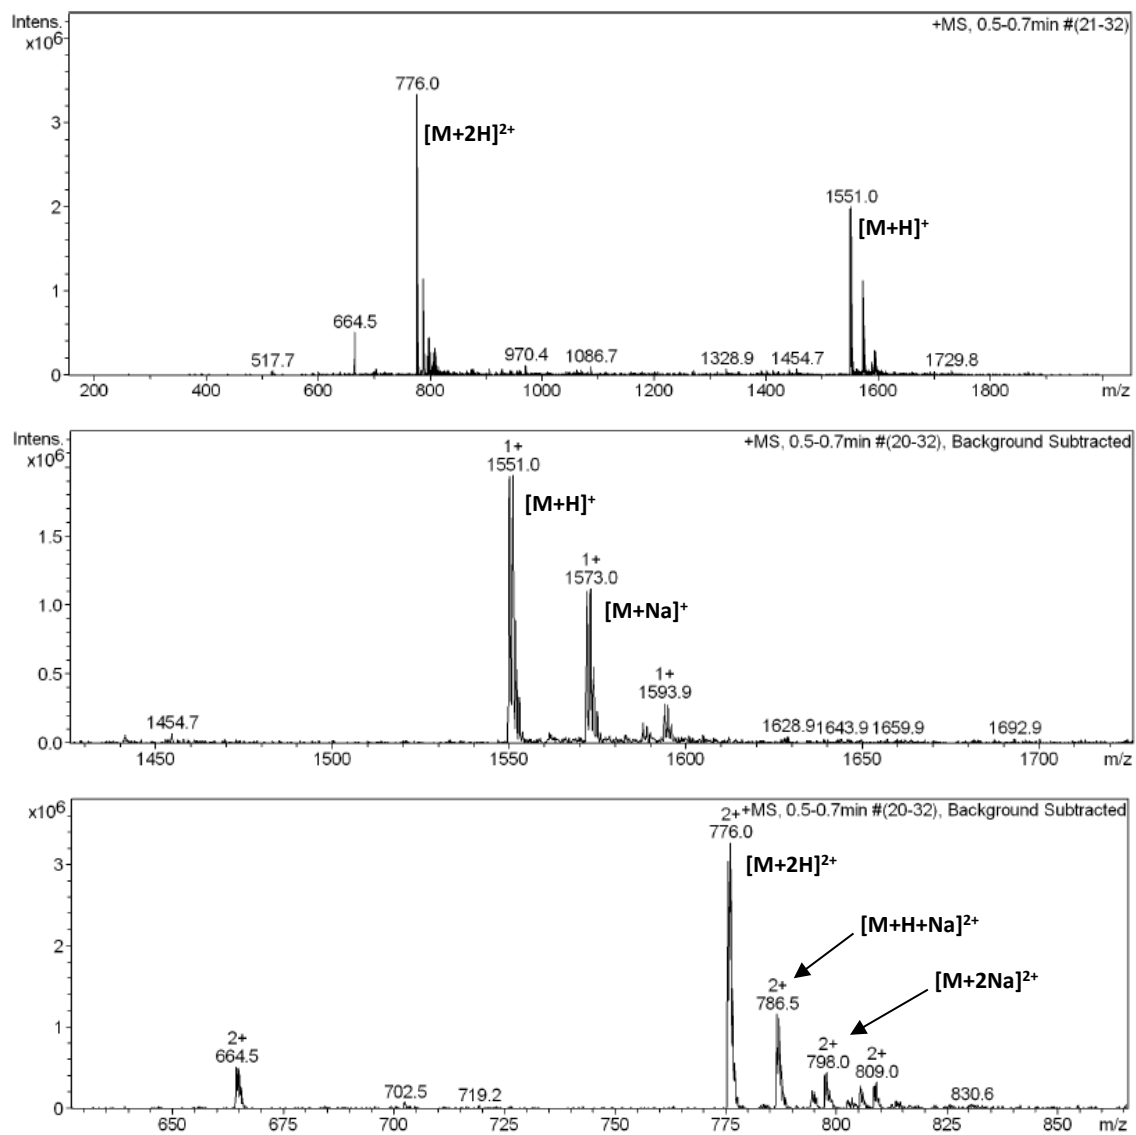 Intens.
x10⁶
+MS, 0.5-0.7min #(21-32)
776.0
[M+2H]²⁺
3
1551.0
2
[M+H]⁺
1
664.5
517.7
970.4
1086.7
1328.9
1454.7
1729.8
0
200 400 600 800 1000 1200 1400 1600 1800 m/z
Intens.
x10⁶
+MS, 0.5-0.7min #(20-32), Background Subtracted
1+
1551.0
[M+H]⁺
1.5
1+
1573.0
[M+Na]⁺
1.0
0.5
1+
1593.9
1454.7
1628.9 1643.9 1659.9
1692.9
0.0
1450 1500 1550 1600 1650 1700 m/z
Intens.
x10⁶
+MS, 0.5-0.7min #(20-32), Background Subtracted
2+
776.0
[M+2H]²⁺
3
[M+H+Na]²⁺
2
[M+2Na]²⁺
2+
786.5
1
2+
664.5
2+
798.0
2+
809.0
702.5
719.2
830.6
0
650 675 700 725 750 775 800 825 850 m/z